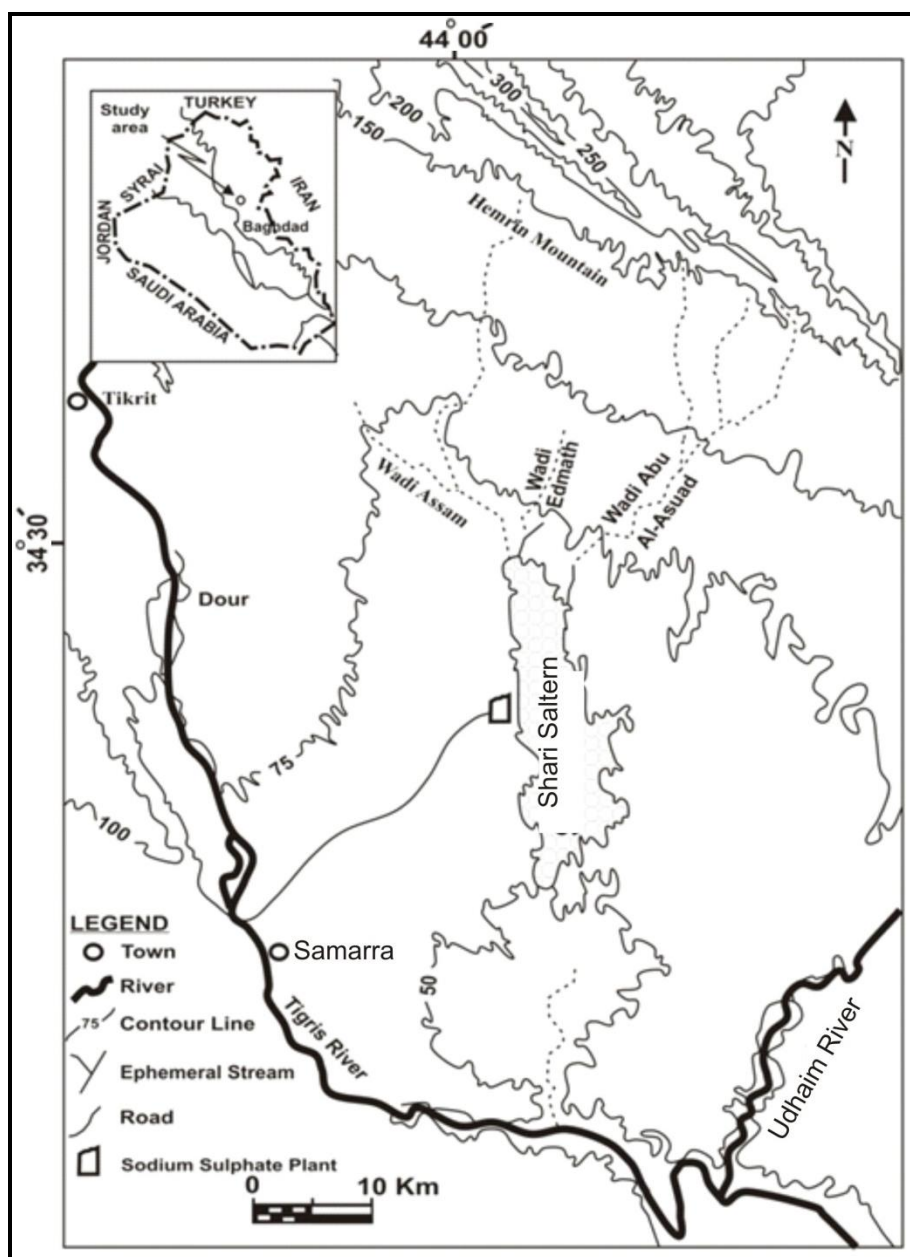 44 00
34 30
N
Study
area
TURKEY
SYRAI
IRAN
JORDAN
Baghdad
SAUDI ARABIA
150
200
300
250
Hemrin Mountain
Tikrit
Wadi Assam
Wadi
Edmath
Wadi Abu
Al-Asuad
Dour
Shari Saltern
75
100
50
Samarra
Tigris River
Udhaim River
LEGEND
Town
River
75 Contour Line
Ephemeral Stream
Road
Sodium Sulphate Plant
0 10 Km